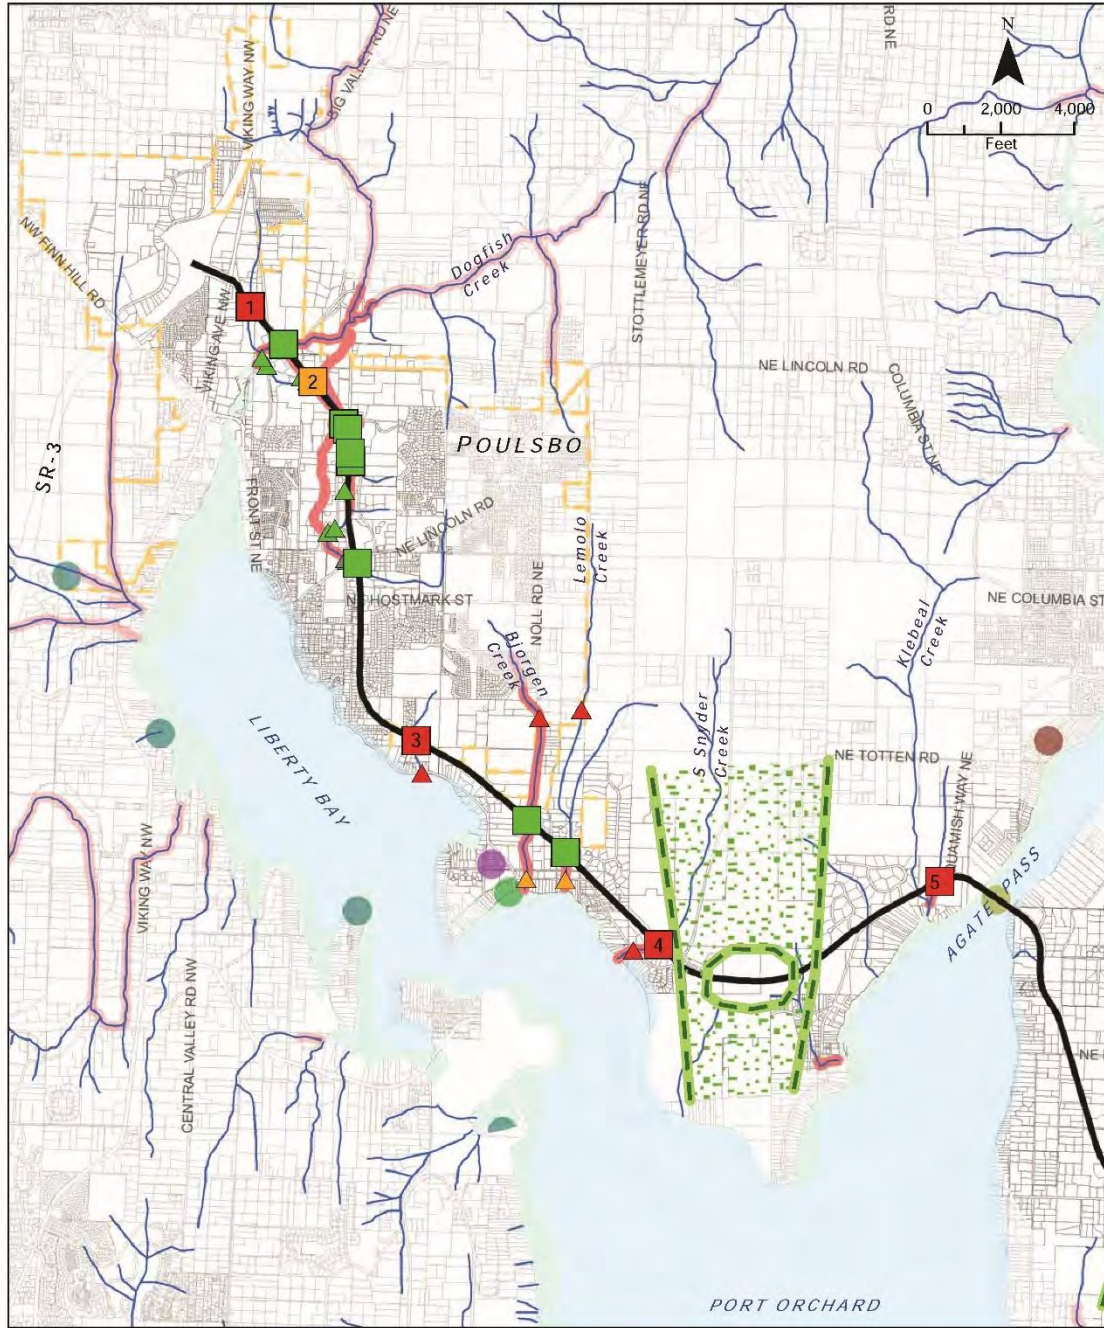 VIKING WAY NW
BIG VALLEY RD NE
RD NE
N
0 2,000 4,000
Feet
NW FINN HILL RD
Dogfish
Creek
STOTTLEMEYER RD NE
1
VIKING AVE NW
2
NE LINCOLN RD
COLUMBIA ST NE
POULSBO
SR-3
FRONT ST NE
NE LINCOLN RD
Lemolo
Creek
NE HOSTMARK ST
NOLL RD NE
NE COLUMBIA ST
Bjorgen
Creek
Klebeal
Creek
S Snyder
Creek
LIBERTY BAY
3
NE TOTTEN RD
VIKING WAY NW
UAMISH WAY NE
5
AGATE PASS
4
CENTRAL VALLEY RD NW
NE
PORT ORCHARD